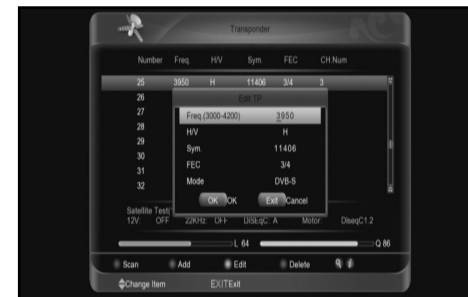 Transponder
Number Freq. H/V Sym. FEC CH.Num
25 3950 H 11406 3/4 3
26 Edit TP
27 Freq.(3000-4200) 3950
28 H/V H
29 Sym. 11406
30 FEC 3/4
31 Mode DVB-S
32 OK OK Exit Cancel
Satellite Test(
12V: OFF 22KHz: OFF DISEqC: A Motor DiseqC1.2
L 64 Q 86
Scan Add Edit Delete
Change Item EXIT Exit